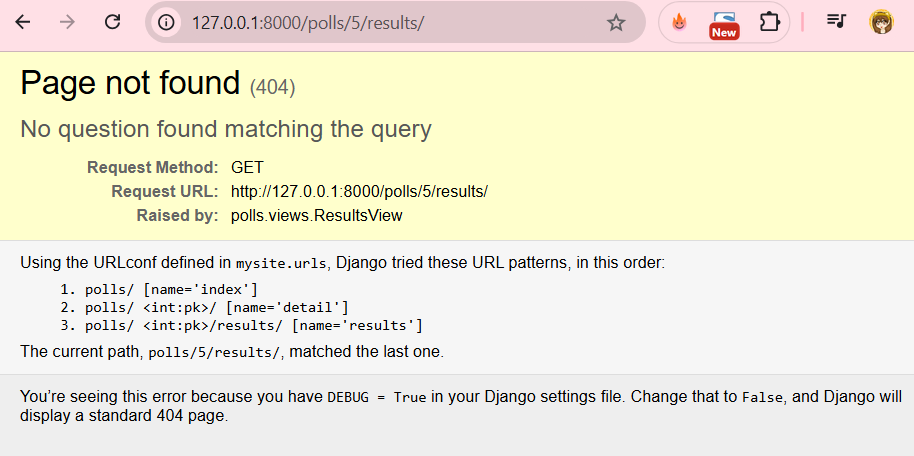 127.0.0.1:8000/polls/5/results/
New
Page not found (404)
No question found matching the query
Request Method: GET
Request URL: http://127.0.0.1:8000/polls/5/results/
Raised by: polls.views.ResultsView
Using the URLconf defined in mysite.urls, Django tried these URL patterns, in this order:
1. polls/ [name='index']
2. polls/ <int:pk>/ [name='detail']
3. polls/ <int:pk>/results/ [name='results']
The current path, polls/5/results/, matched the last one.
You’re seeing this error because you have DEBUG = True in your Django settings file. Change that to False, and Django will
display a standard 404 page.